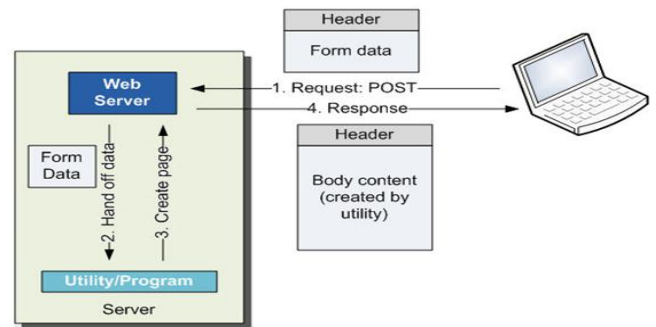 Header
Form data
1. Request: POST
4. Response
Header
Body content
(created by
utility)
Web
Server
Form
Data
2. Hand off data
3. Create page
Utility/Program
Server